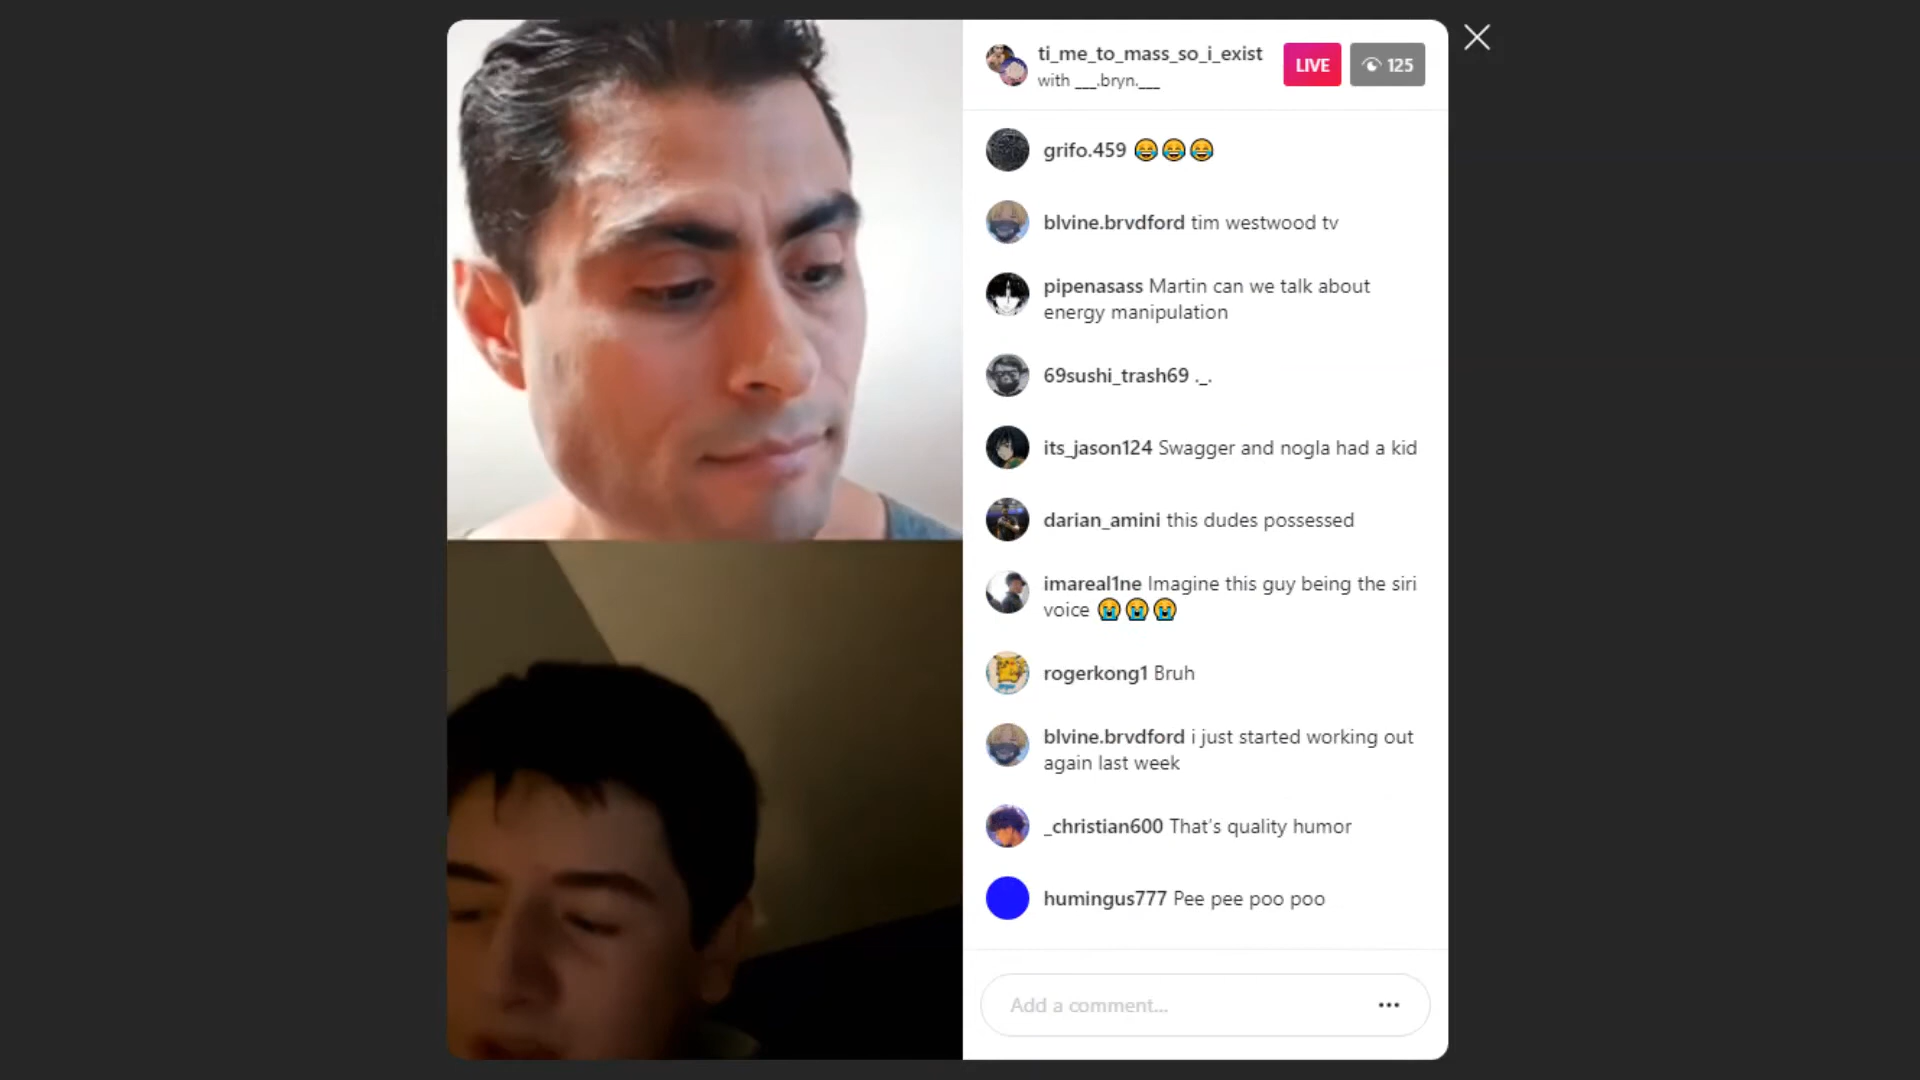 ti_me_to_mass_so_i_exist
with ___.bryn.___
LIVE
125
grifo.459 😂😂😂
blvine.brvdford tim westwood tv
pipenasass Martin can we talk about
energy manipulation
69sushi_trash69 ._.
its_jason124 Swagger and nogla had a kid
darian_amini this dudes possessed
imareal1ne Imagine this guy being the siri
voice 😭😭😭
rogerkong1 Bruh
blvine.brvdford i just started working out
again last week
_christian600 That’s quality humor
humingus777 Pee pee poo poo
Add a comment...